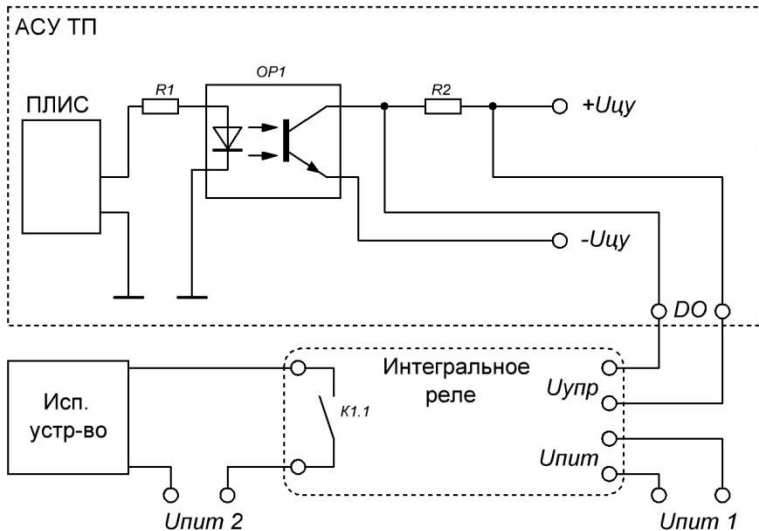 АСУ ТП
ПЛИС
R1
OP1
R2
+Uцу
-Uцу
DO
Исп.
устр-во
K1.1
Интегральное
реле
Uупр
Uпит
Uпит 2
Uпит 1